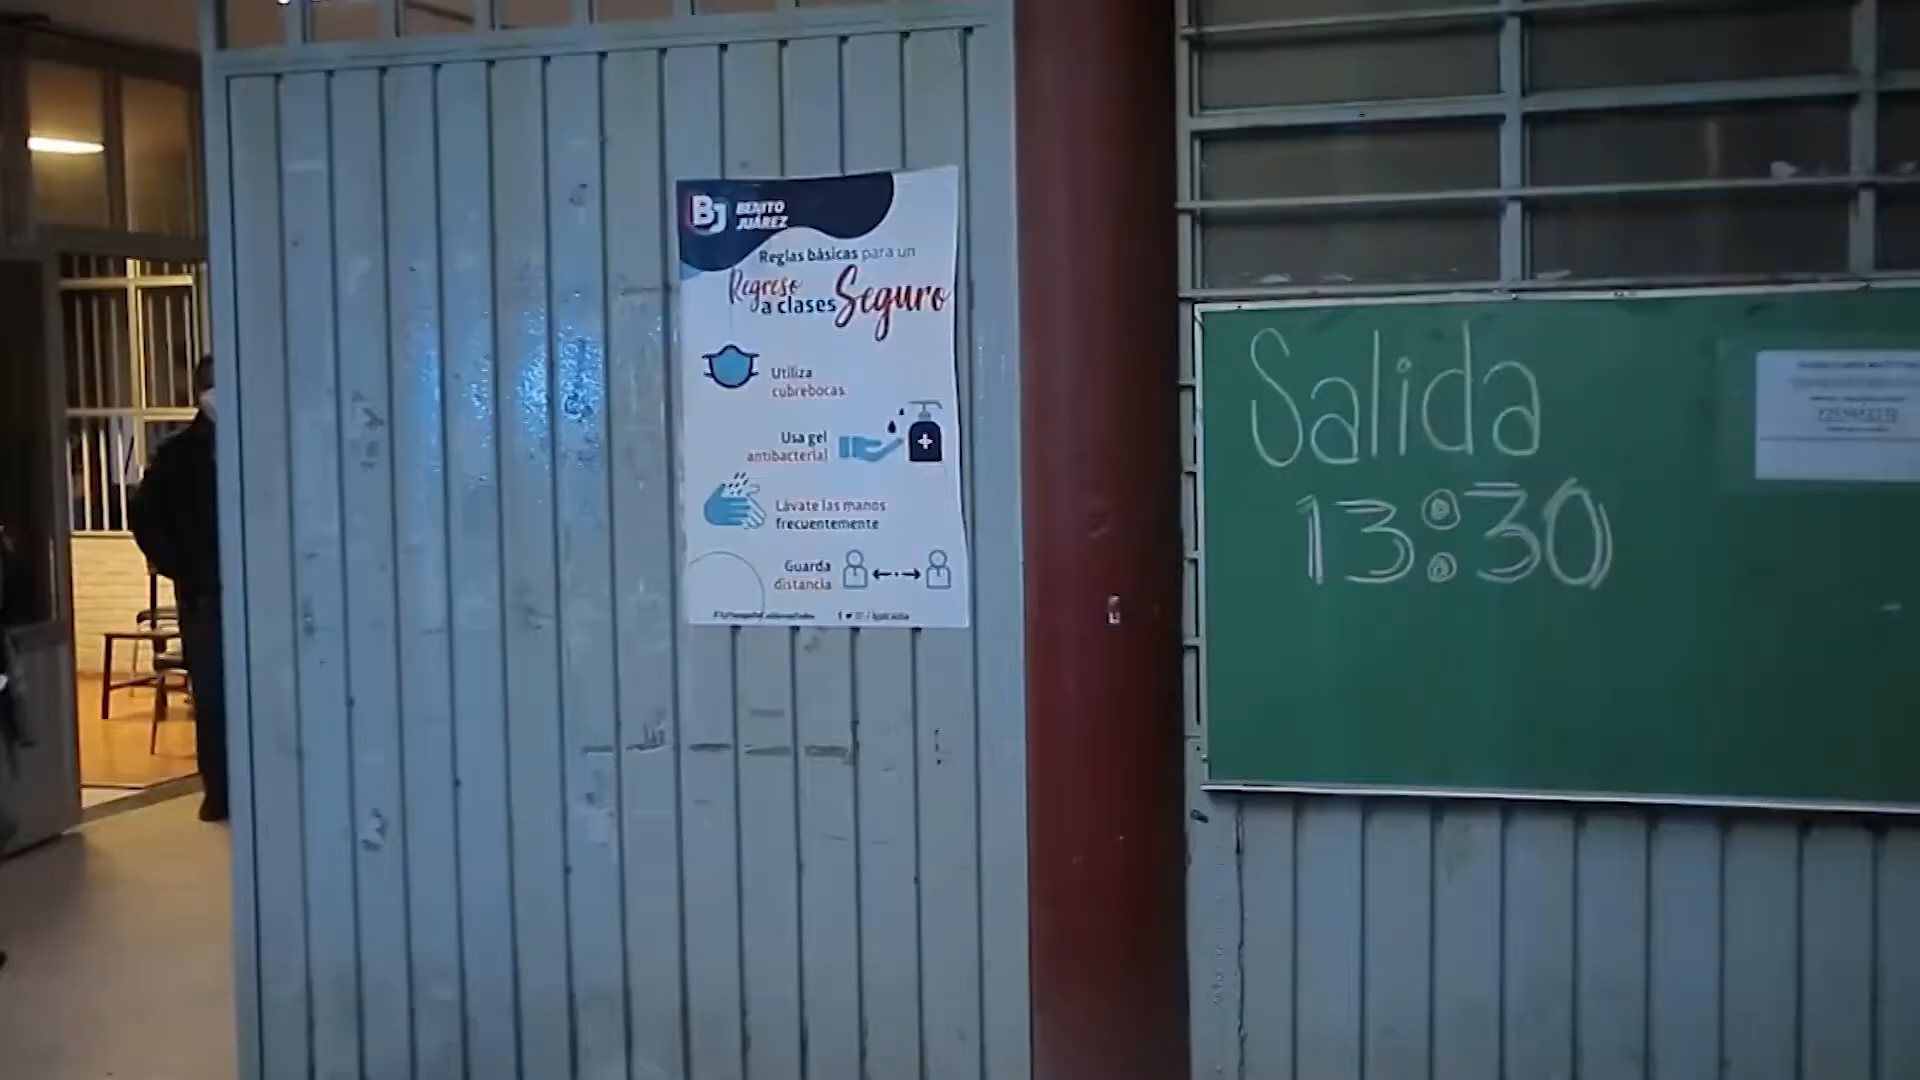 BJ BENITO
JUÁREZ
Reglas básicas para un
Regreso
a clases Seguro
Utiliza
cubrebocas
Usa gel
antibacterial
Lávate las manos
frecuentemente
Guarda
distancia
Salida
13:30